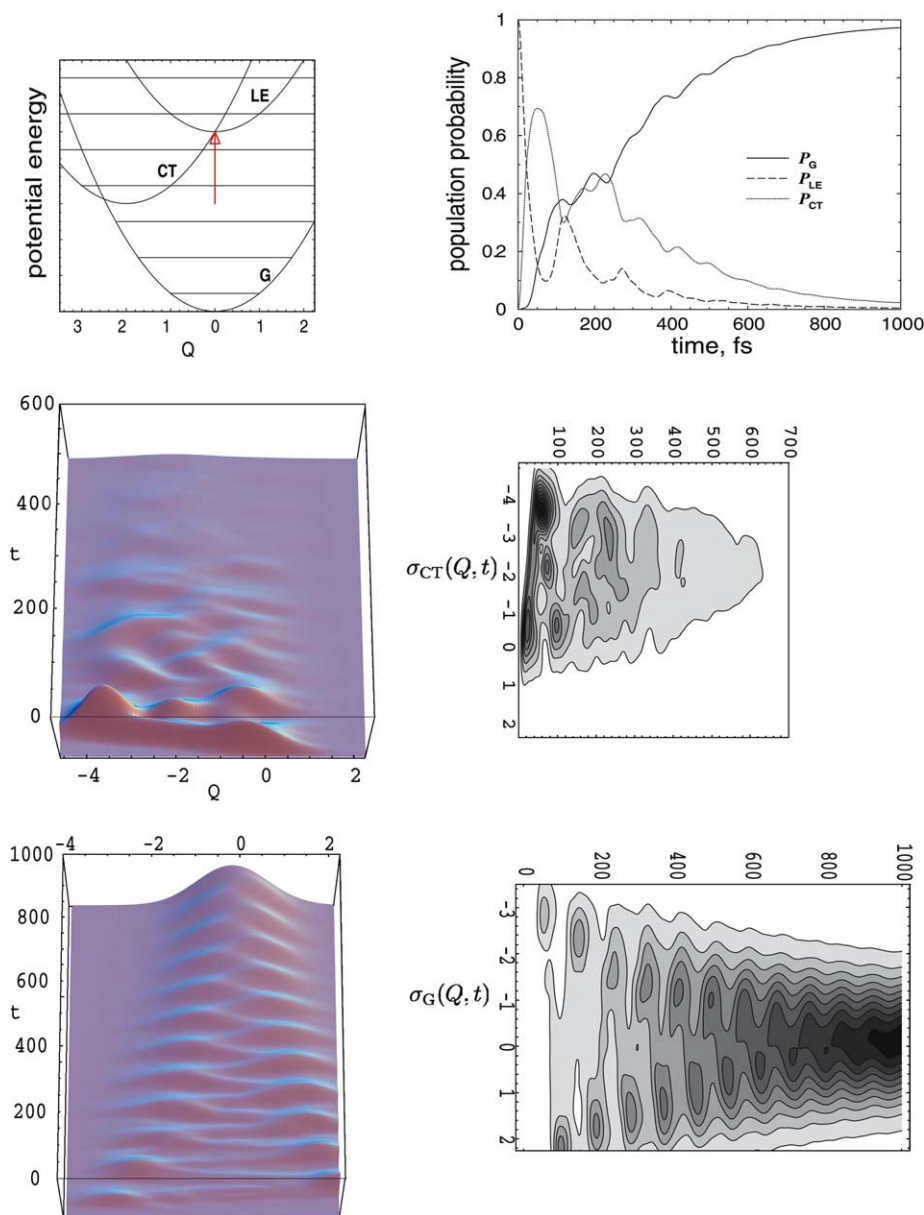 potential energy
LE
CT
G
3 2 1 0 1 2
Q
population probability
1
0.8
0.6
0.4
0.2
0
P_G
P_LE
P_CT
0 200 400 600 800 1000
time, fs
600
400
t
200
0
-4 -2 0 2
Q
100 200 300 400 500 600 700
σ_CT(Q,t)
-4
-3
-2
-1
0
1
2
-4 -2 0 2
1000
800
600
t
400
200
0
0 200 400 600 800 1000
σ_G(Q,t)
-3
-2
-1
0
1
2